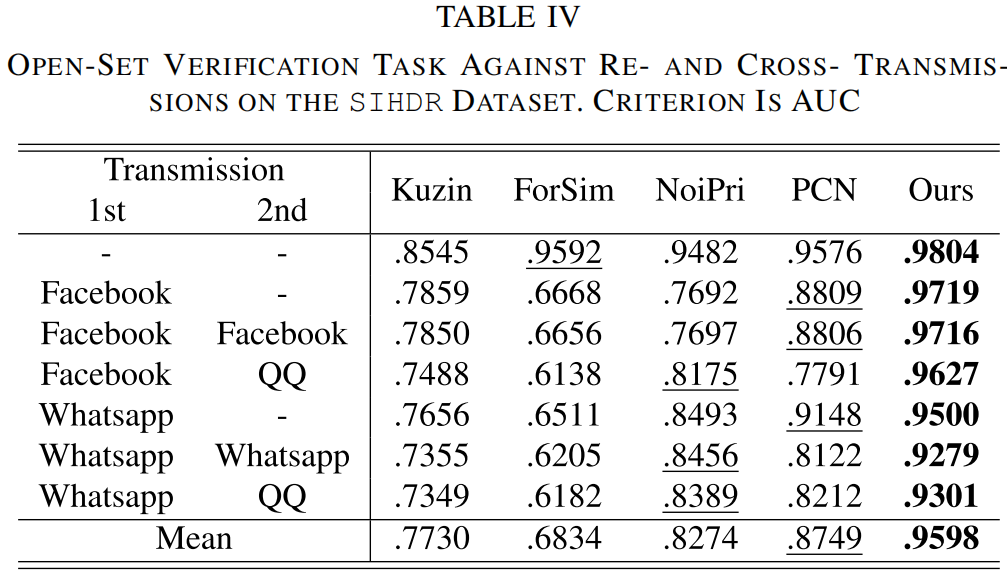 TABLE IV
OPEN-SET VERIFICATION TASK AGAINST RE- AND CROSS- TRANSMIS-
SIONS ON THE SIHDR DATASET. CRITERION IS AUC
Transmission Kuzin ForSim NoiPri PCN Ours
1st 2nd
- - .8545 .9592 .9482 .9576 .9804
Facebook - .7859 .6668 .7692 .8809 .9719
Facebook Facebook .7850 .6656 .7697 .8806 .9716
Facebook QQ .7488 .6138 .8175 .7791 .9627
Whatsapp - .7656 .6511 .8493 .9148 .9500
Whatsapp Whatsapp .7355 .6205 .8456 .8122 .9279
Whatsapp QQ .7349 .6182 .8389 .8212 .9301
Mean .7730 .6834 .8274 .8749 .9598